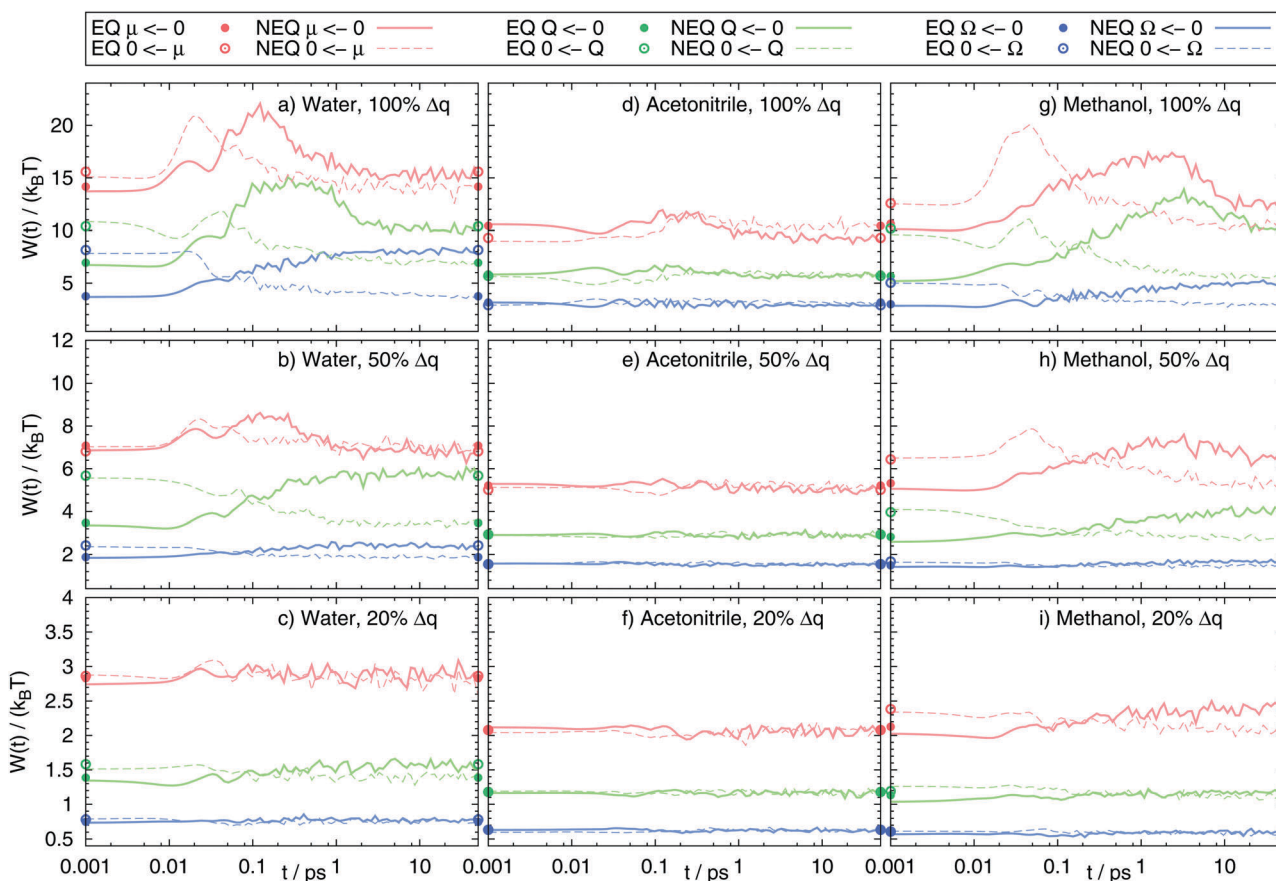 EQ μ <- 0 NEQ μ <- 0 EQ Q <- 0 NEQ Q <- 0 EQ Ω <- 0 NEQ Ω <- 0
EQ 0 <- μ NEQ 0 <- μ EQ 0 <- Q NEQ 0 <- Q EQ 0 <- Ω NEQ 0 <- Ω
a) Water, 100% Δq d) Acetonitrile, 100% Δq g) Methanol, 100% Δq
20
15
10
5
W(t) / (kBT)
b) Water, 50% Δq e) Acetonitrile, 50% Δq h) Methanol, 50% Δq
12
10
8
6
4
2
W(t) / (kBT)
c) Water, 20% Δq f) Acetonitrile, 20% Δq i) Methanol, 20% Δq
4
3.5
3
2.5
2
1.5
1
0.5
W(t) / (kBT)
0.001 0.01 0.1 1 10 0.001 0.01 0.1 1 10 0.001 0.01 0.1 1 10
t / ps t / ps t / ps